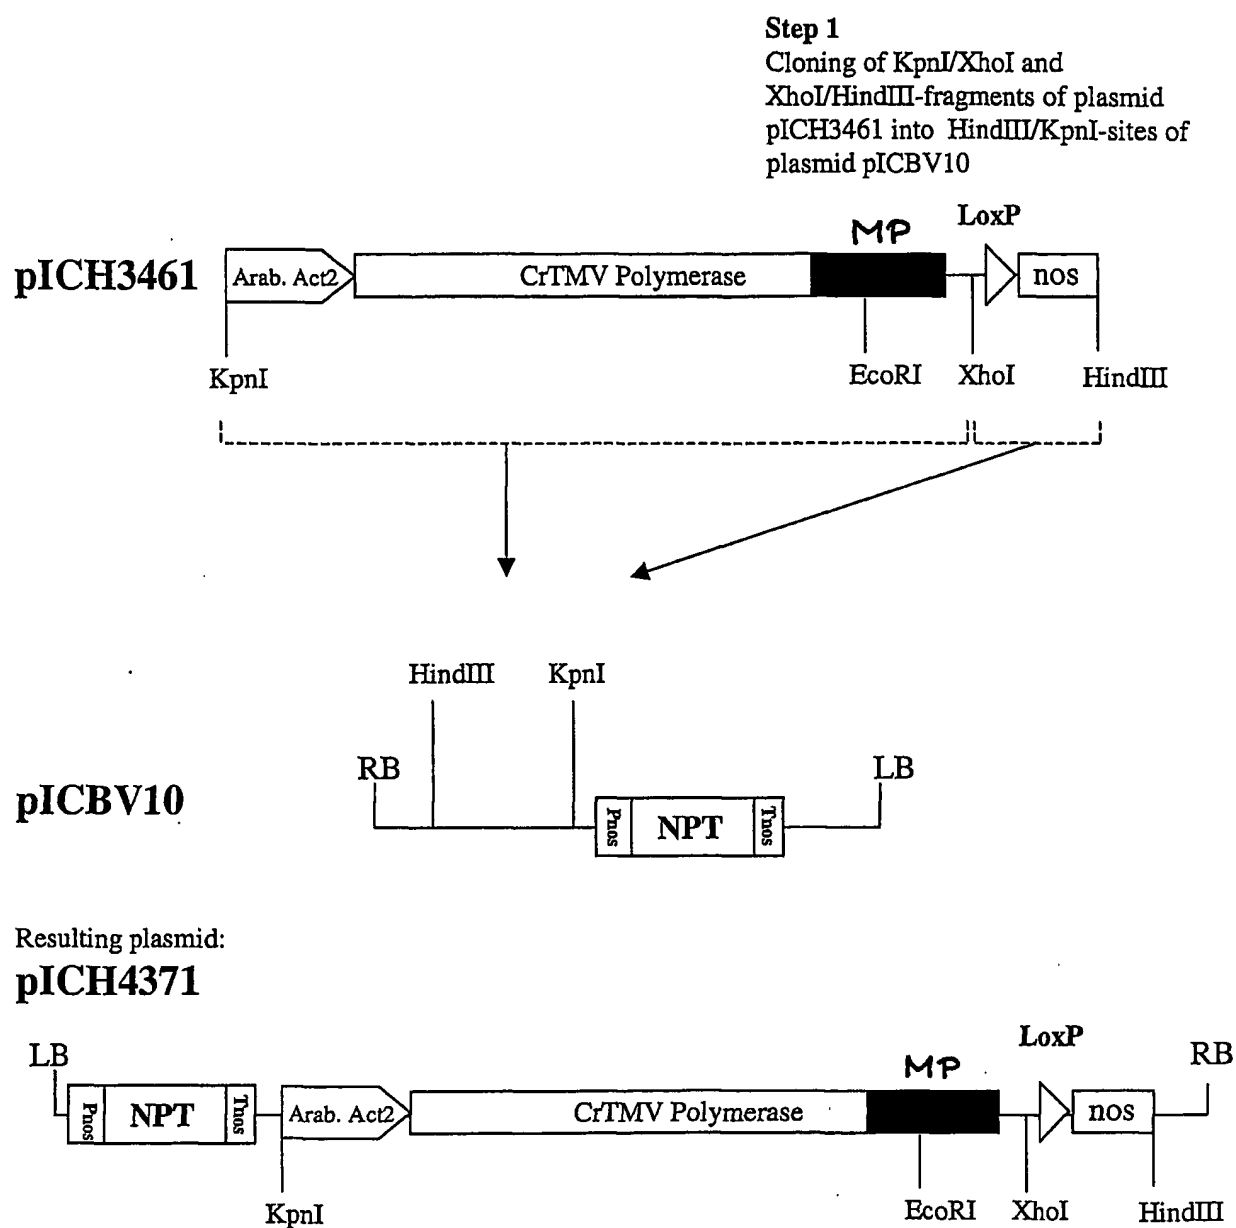 Step 1
Cloning of KpnI/XhoI and
XhoI/HindIII-fragments of plasmid
pICH3461 into HindIII/KpnI-sites of
plasmid pICBV10
LoxP
MP
pICH3461
Arab. Act2
CrTMV Polymerase
nos
KpnI
EcoRI
XhoI
HindIII
HindIII
KpnI
RB
LB
pICBV10
Pnos
NPT
Tnos
Resulting plasmid:
pICH4371
LoxP
LB
MP
RB
Pnos
NPT
Tnos
Arab. Act2
CrTMV Polymerase
nos
KpnI
EcoRI
XhoI
HindIII